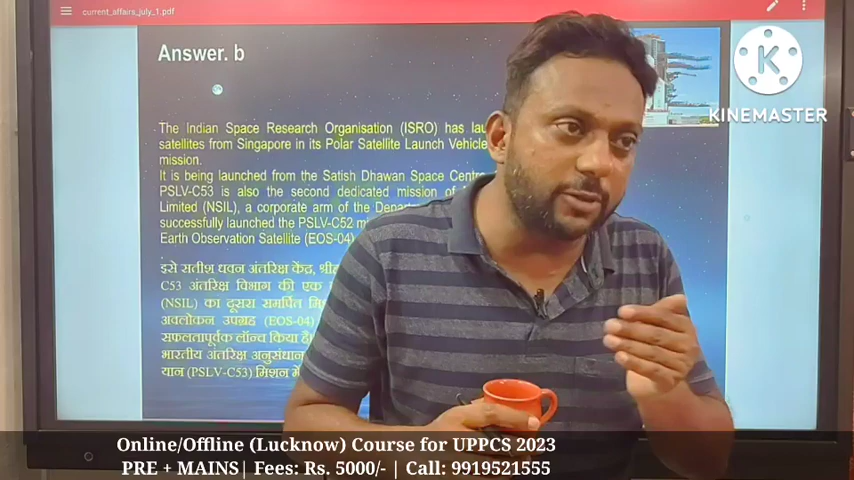 current_affairs_july_1.pdf
Answer. b
KINEMASTER
The Indian Space Research Organisation (ISRO) has lau
satellites from Singapore in its Polar Satellite Launch Vehicle
mission.
It is being launched from the Satish Dhawan Space Centre
PSLV-C53 is also the second dedicated mission of
Limited (NSIL), a corporate arm of the Depa
successfully launched the PSLV-C52 mi
Earth Observation Satellite (EOS-04)
इसे सतीश धवन अंतरिक्ष केंद्र, श्रीह
C53 अंतरिक्ष विभाग की एक
(NSIL) का दूसरा समर्पित मि
अवलोकन उपग्रह (EOS-04)
सफलतापूर्वक लॉन्च किया है।
भारतीय अंतरिक्ष अनुसंधान
यान (PSLV-C53) मिशन में
Online/Offline (Lucknow) Course for UPPCS 2023
PRE + MAINS| Fees: Rs. 5000/- | Call: 9919521555